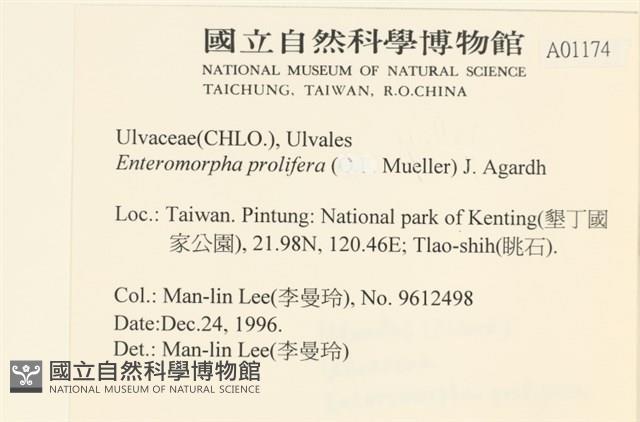 國立自然科學博物館
A01174
NATIONAL MUSEUM OF NATURAL SCIENCE
TAICHUNG, TAIWAN, R.O.CHINA
Ulvaceae(CHLO.), Ulvales
Enteromorpha prolifera ( Mueller) J. Agardh
Loc.: Taiwan. Pintung: National park of Kenting(墾丁國
家公園), 21.98N, 120.46E; Tlao-shih(眺石).
Col.: Man-lin Lee(李曼玲), No. 9612498
Date:Dec.24, 1996.
Det.: Man-lin Lee(李曼玲)
國立自然科學博物館
NATIONAL MUSEUM OF NATURAL SCIENCE